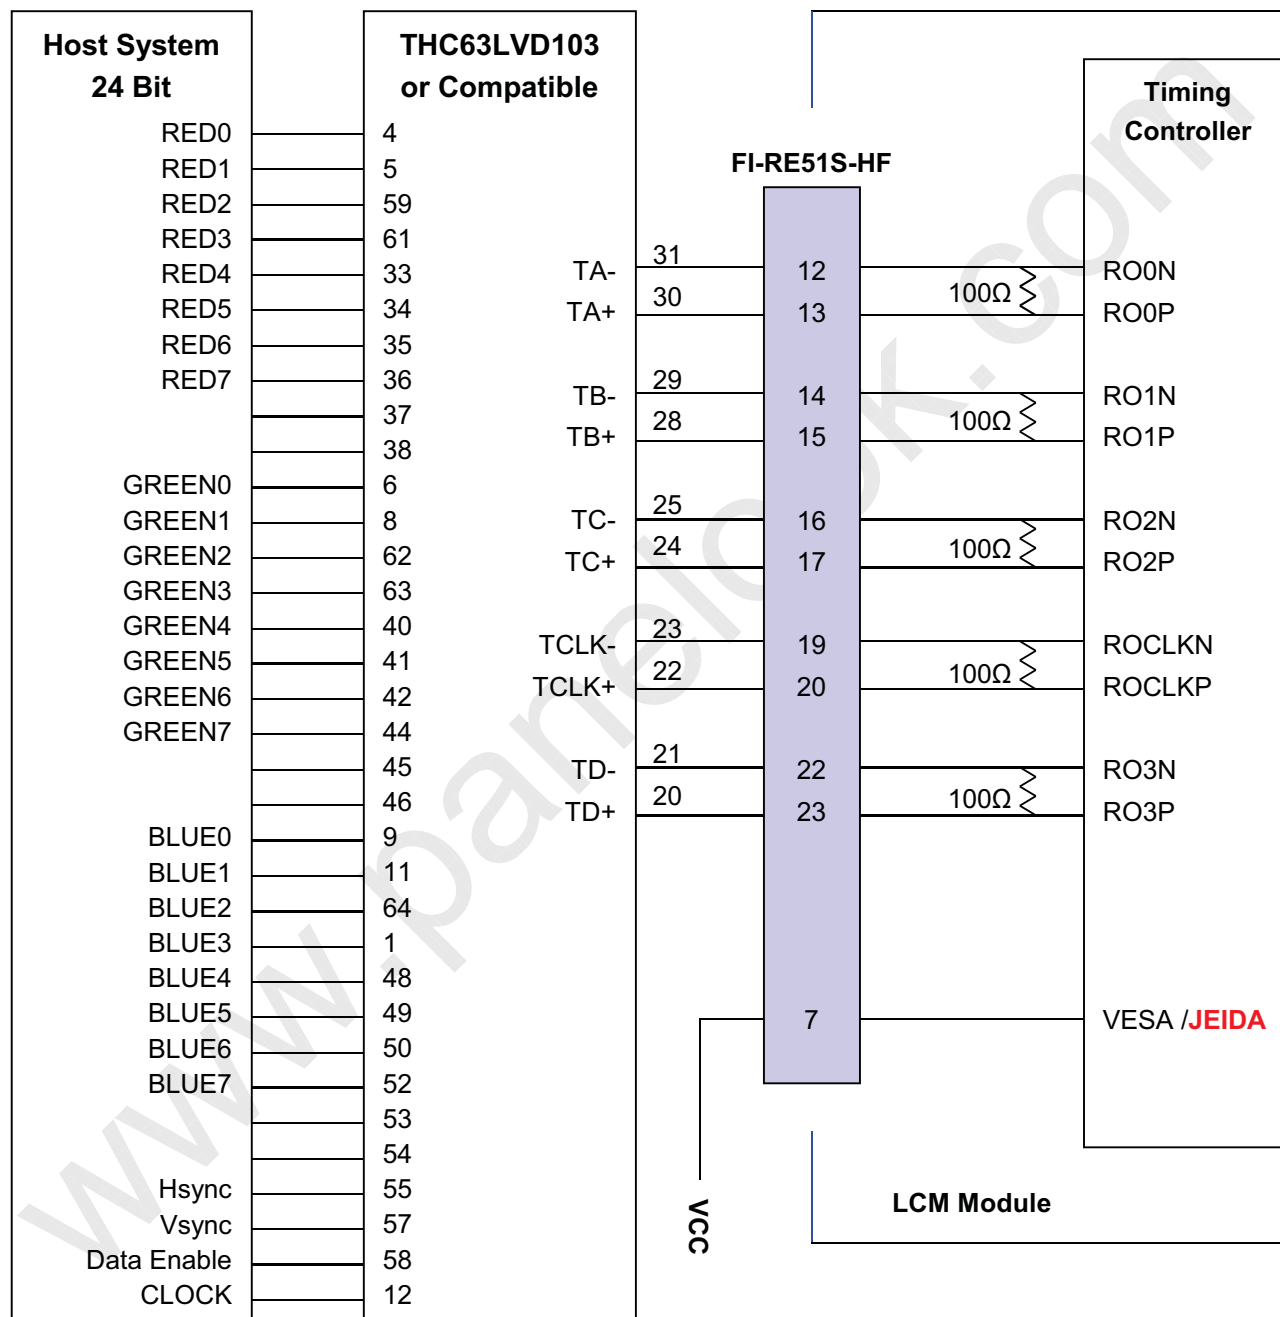 Host System
24 Bit
RED0
RED1
RED2
RED3
RED4
RED5
RED6
RED7
GREEN0
GREEN1
GREEN2
GREEN3
GREEN4
GREEN5
GREEN6
GREEN7
BLUE0
BLUE1
BLUE2
BLUE3
BLUE4
BLUE5
BLUE6
BLUE7
Hsync
Vsync
Data Enable
CLOCK
THC63LVD103
or Compatible
4
5
59
61
33
34
35
36
37
38
6
8
62
63
40
41
42
44
45
46
9
11
64
1
48
49
50
52
53
54
55
57
58
12
TA- 31
TA+ 30
TB- 29
TB+ 28
TC- 25
TC+ 24
TCLK- 23
TCLK+ 22
TD- 21
TD+ 20
FI-RE51S-HF
12
13
14
15
16
17
19
20
22
23
7
VCC
100Ω
100Ω
100Ω
100Ω
100Ω
Timing
Controller
RO0N
RO0P
RO1N
RO1P
RO2N
RO2P
ROCLKN
ROCLKP
RO3N
RO3P
VESA /JEIDA
LCM Module
www.panelook.com